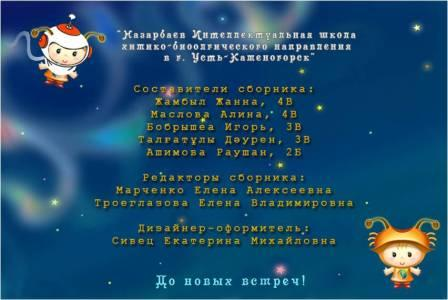 "Назарбаев Интеллектуальная школа
химико-биологического направления
в г. Усть-Каменогорск"
Составители сборника:
Жамбыл Жанна, 4В
Маслова Алина, 4В
Бобрышева Игорь, 3В
Талғатұлы Дәурен, 3В
Ашимова Раушан, 2Б
Редакторы сборника:
Марченко Елена Алексеевна
Троеглазова Елена Владимировна
Дизайнер-оформитель:
Сивец Екатерина Михайловна
До новых встреч!